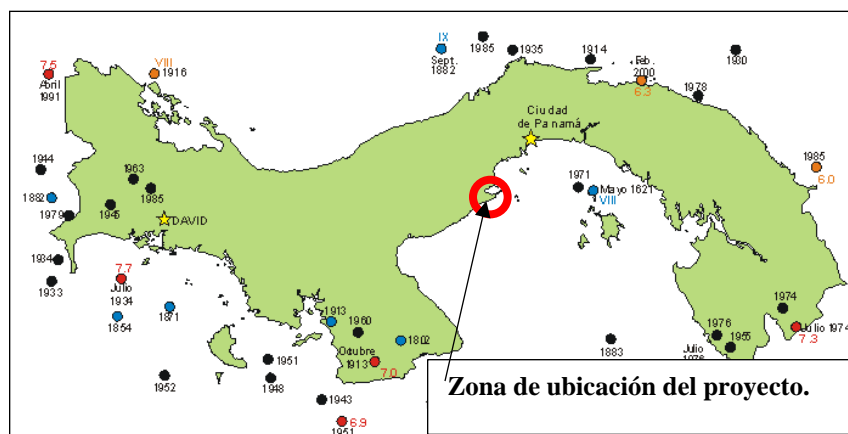 IX
Sept.
1882
1985
1935
1914
Feb.
2000
6.3
1930
7.5
Abril
1991
VIII
1916
1978
Ciudad
de Panamá
1944
1963
1985
1882
1945
1979
DAVID
1971
Mayo 1621
VIII
1985
6.0
1934
1933
7.7
Julio
1934
1854
1871
1913
1960
1802
Octubre
1913
7.0
1951
1948
1952
1943
1951
6.9
1883
1974
Julio 1974
7.3
1976
1955
Julio
1976
Zona de ubicación del proyecto.